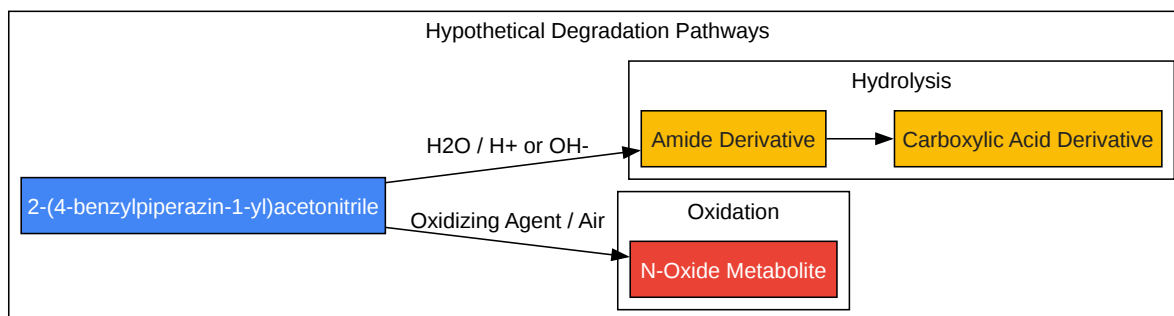 Hypothetical Degradation Pathways
Hydrolysis
Amide Derivative
Carboxylic Acid Derivative
H2O / H+ or OH-
2-(4-benzylpiperazin-1-yl)acetonitrile
Oxidizing Agent / Air
Oxidation
N-Oxide Metabolite